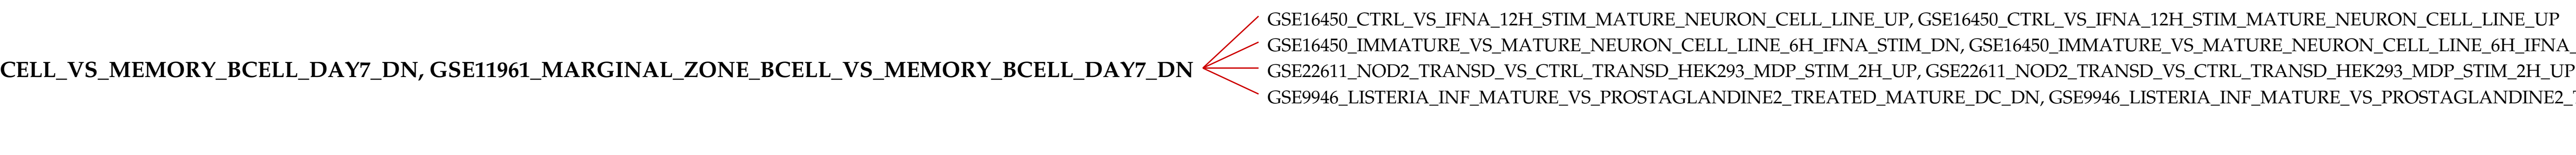 GSE16450_CTRL_VS_IFNA_12H_STIM_MATURE_NEURON_CELL_LINE_UP, GSE16450_CTRL_VS_IFNA_12H_STIM_MATURE_NEURON_CELL_LINE_UP
GSE16450_IMMATURE_VS_MATURE_NEURON_CELL_LINE_6H_IFNA_STIM_DN, GSE16450_IMMATURE_VS_MATURE_NEURON_CELL_LINE_6H_IFNA_
CELL_VS_MEMORY_BCELL_DAY7_DN, GSE11961_MARGINAL_ZONE_BCELL_VS_MEMORY_BCELL_DAY7_DN
GSE22611_NOD2_TRANSD_VS_CTRL_TRANSD_HEK293_MDP_STIM_2H_UP, GSE22611_NOD2_TRANSD_VS_CTRL_TRANSD_HEK293_MDP_STIM_2H_UP
GSE9946_LISTERIA_INF_MATURE_VS_PROSTAGLANDINE2_TREATED_MATURE_DC_DN, GSE9946_LISTERIA_INF_MATURE_VS_PROSTAGLANDINE2_